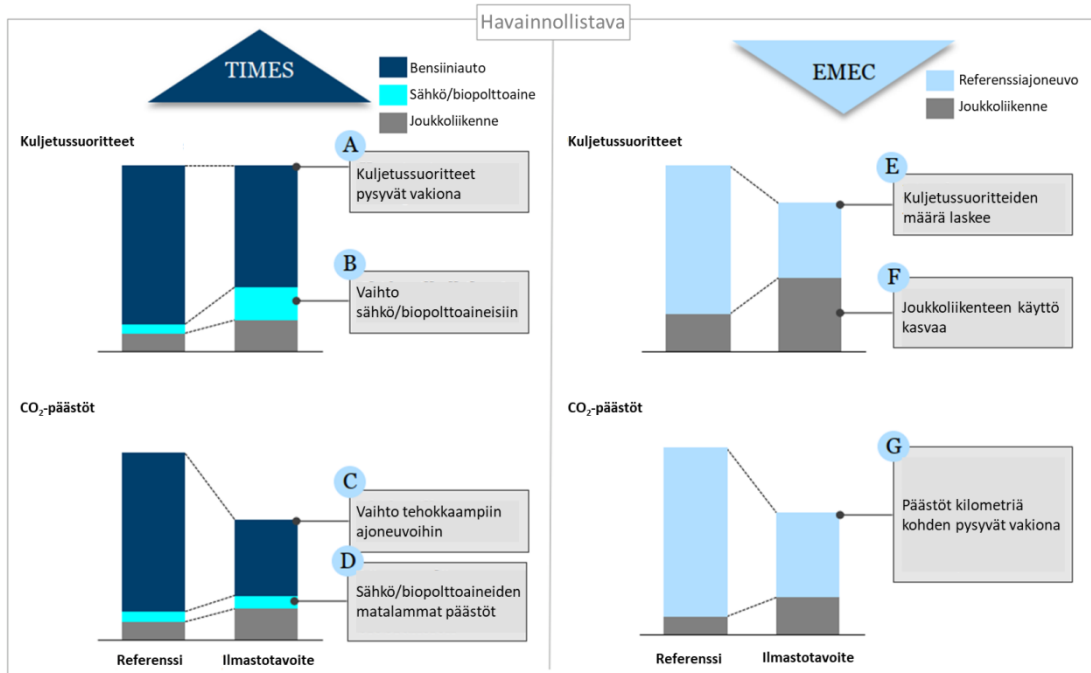 Havainnollistava
TIMES
Bensiiniauto
Sähkö/biopolttoaine
Joukkoliikenne
Kuljetussuoritteet
A
Kuljetussuoritteet
pysyvät vakiona
B
Vaihto
sähkö/biopolttoaineisiin
CO₂-päästöt
C
Vaihto tehokkaampiin
ajoneuvoihin
D
Sähkö/biopolttoaineiden
matalammat päästöt
Referenssi
Ilmastotavoite
EMEC
Referenssiajoneuvo
Joukkoliikenne
Kuljetussuoritteet
E
Kuljetussuoritteiden
määrä laskee
F
Joukkoliikenteen käyttö
kasvaa
CO₂-päästöt
G
Päästöt kilometriä
kohden pysyvät vakiona
Referenssi
Ilmastotavoite